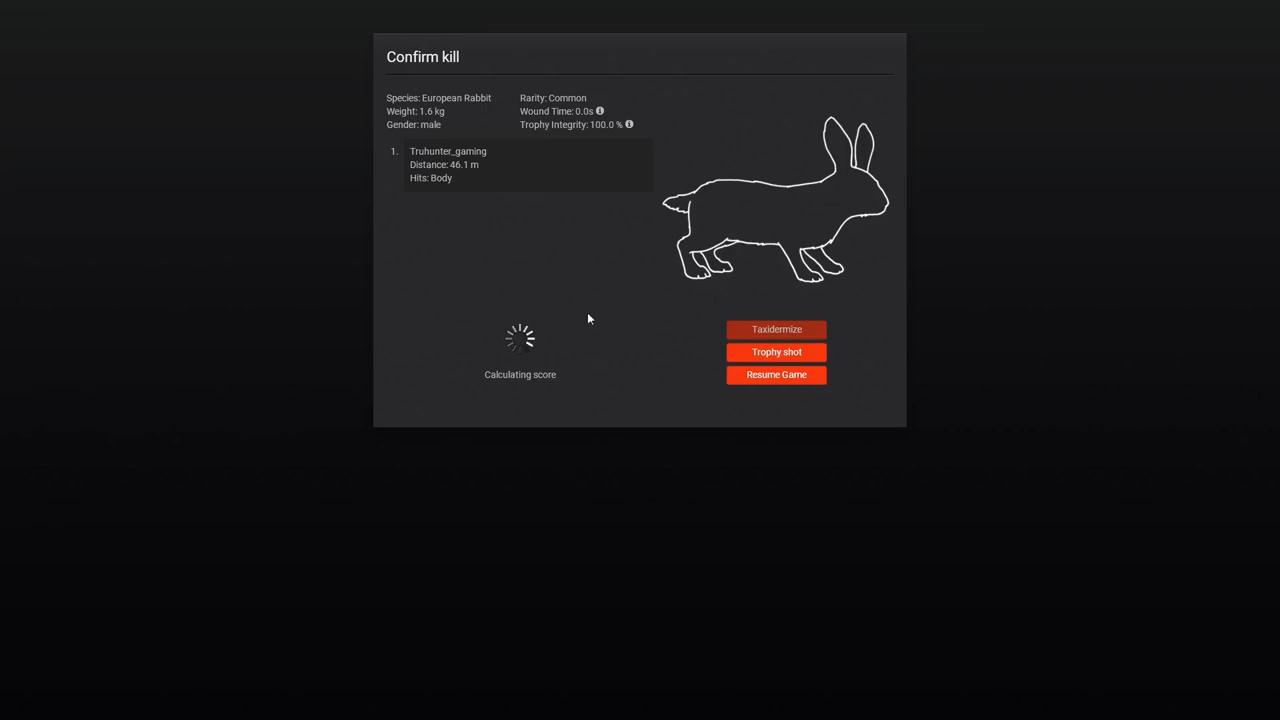 Confirm kill
Species: European Rabbit
Weight: 1.6 kg
Gender: male
Rarity: Common
Wound Time: 0.0s
Trophy Integrity: 100.0 %
1.
Truhunter_gaming
Distance: 46.1 m
Hits: Body
Calculating score
Taxidermize
Trophy shot
Resume Game